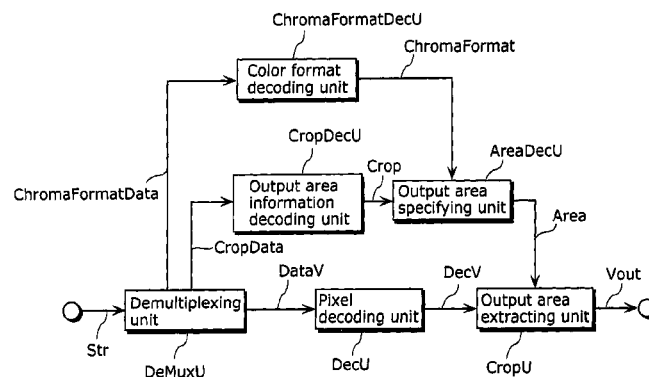 ChromaFormatDecU
ChromaFormat
Color format
decoding unit
CropDecU
Crop
AreaDecU
ChromaFormatData
Output area
information
decoding unit
Output area
specifying unit
Area
CropData
DataV
DecV
Vout
Demultiplexing
unit
Pixel
decoding unit
Output area
extracting unit
Str
DeMuxU
DecU
CropU